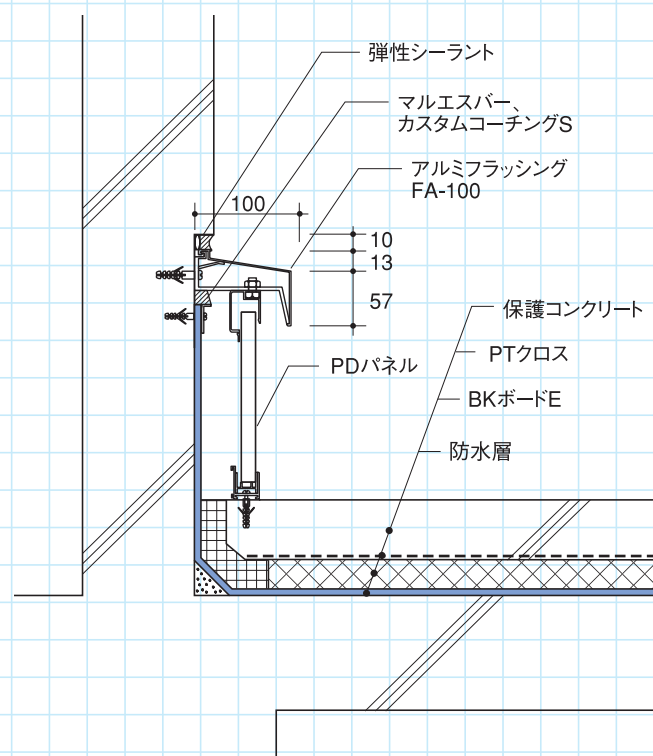 弾性シーラント
マルエスバー、
カスタムコーチングS
アルミフラッシング
FA-100
100
10
13
57
保護コンクリート
PTクロス
PDパネル
BKボードE
防水層